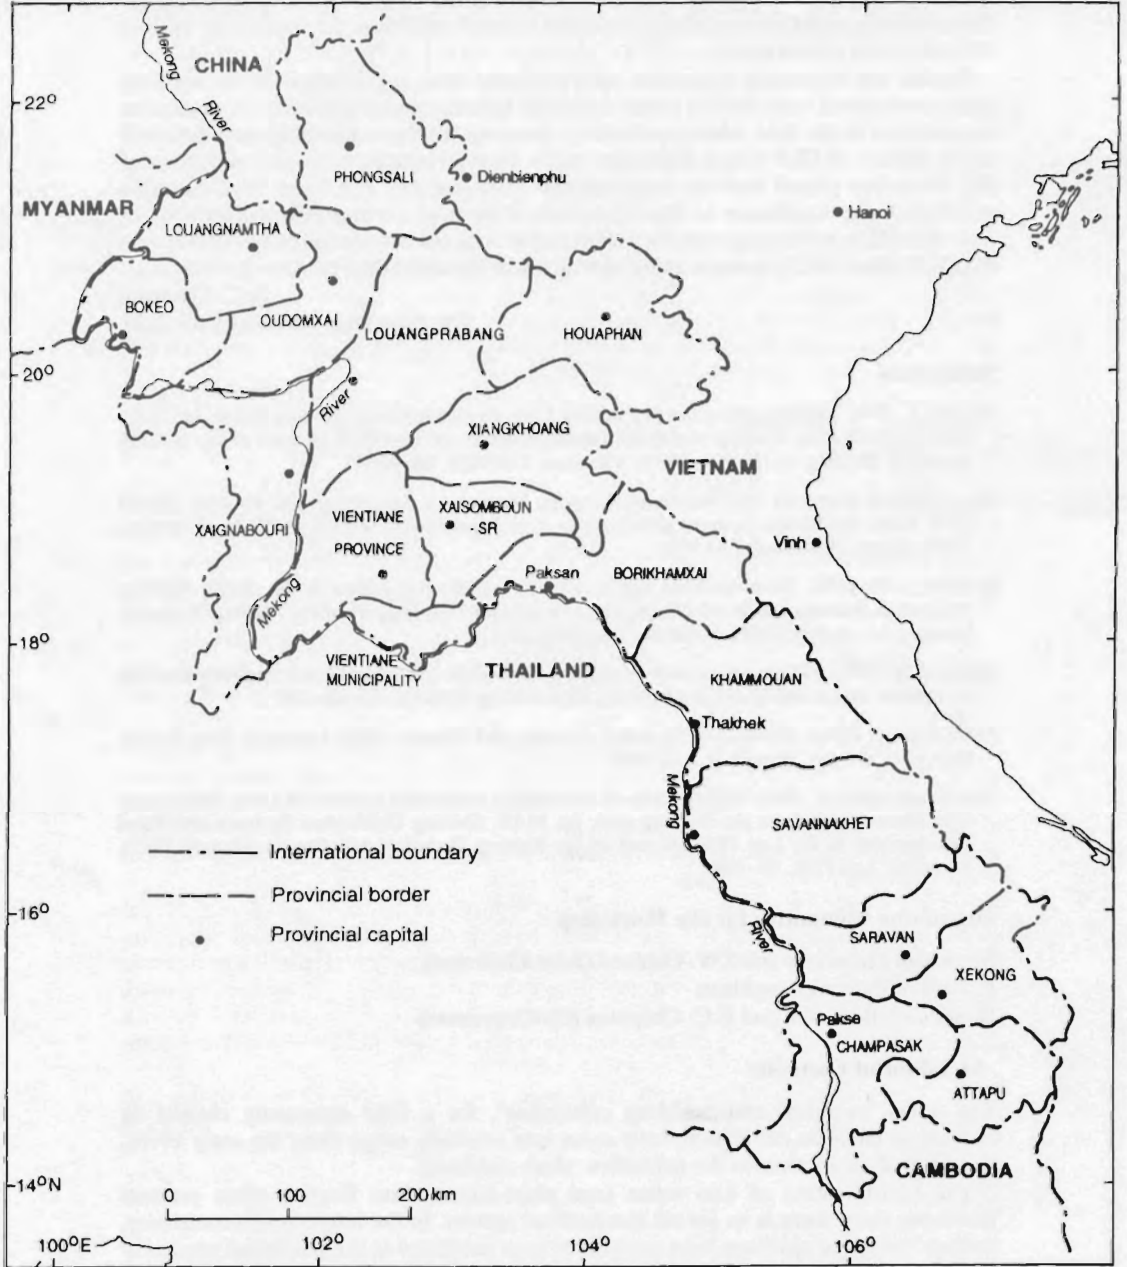 CHINA
Mekong
River
22°
PHONGSALI
Dienbienphu
MYANMAR
Hanoi
LOUANGNAMTHA
BOKEO
OUDOMXAI
LOUANGPRABANG
HOUAPHAN
20°
River
XIANGKHOANG
VIETNAM
XAIGNABOURI
VIENTIANE
PROVINCE
XAISOMBOUN
SR
Vinh
Paksan
BORIKHAMXAI
Mekong
18°
VIENTIANE
MUNICIPALITY
THAILAND
KHAMMOUAN
Thakhek
Mekong
SAVANNAKHET
International boundary
Provincial border
Provincial capital
16°
River
SARAVAN
XEKONG
Pakse
CHAMPASAK
ATTAPU
CAMBODIA
14°N
100 200 km
100°E 102° 104° 106°